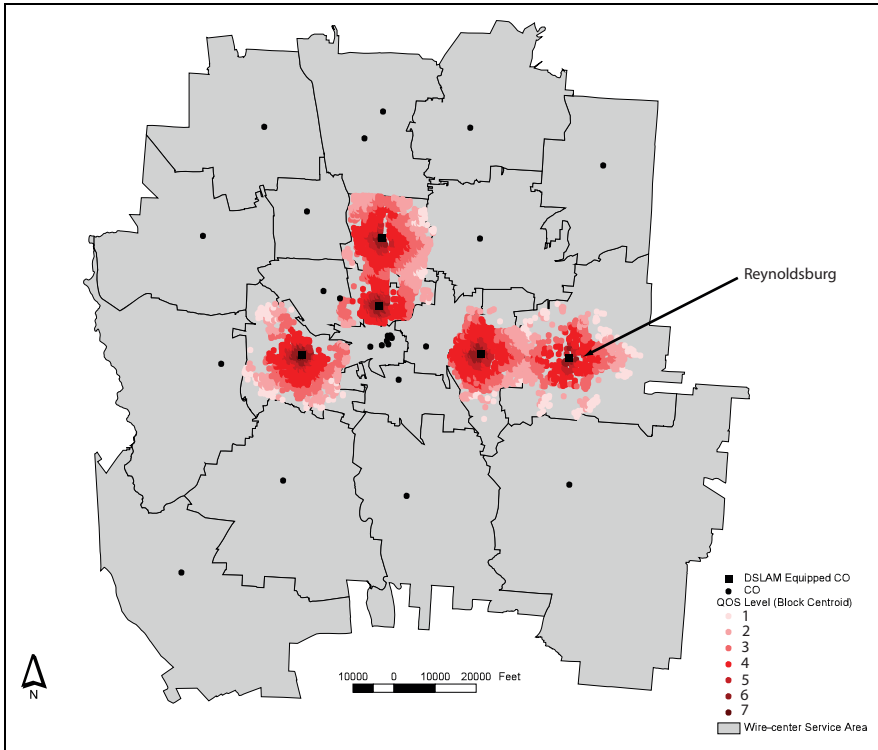 Reynoldsburg
DSLAM Equipped CO
CO
QOS Level (Block Centroid)
1
2
3
4
5
6
7
Wire-center Service Area
10000 0 10000 20000 Feet
N